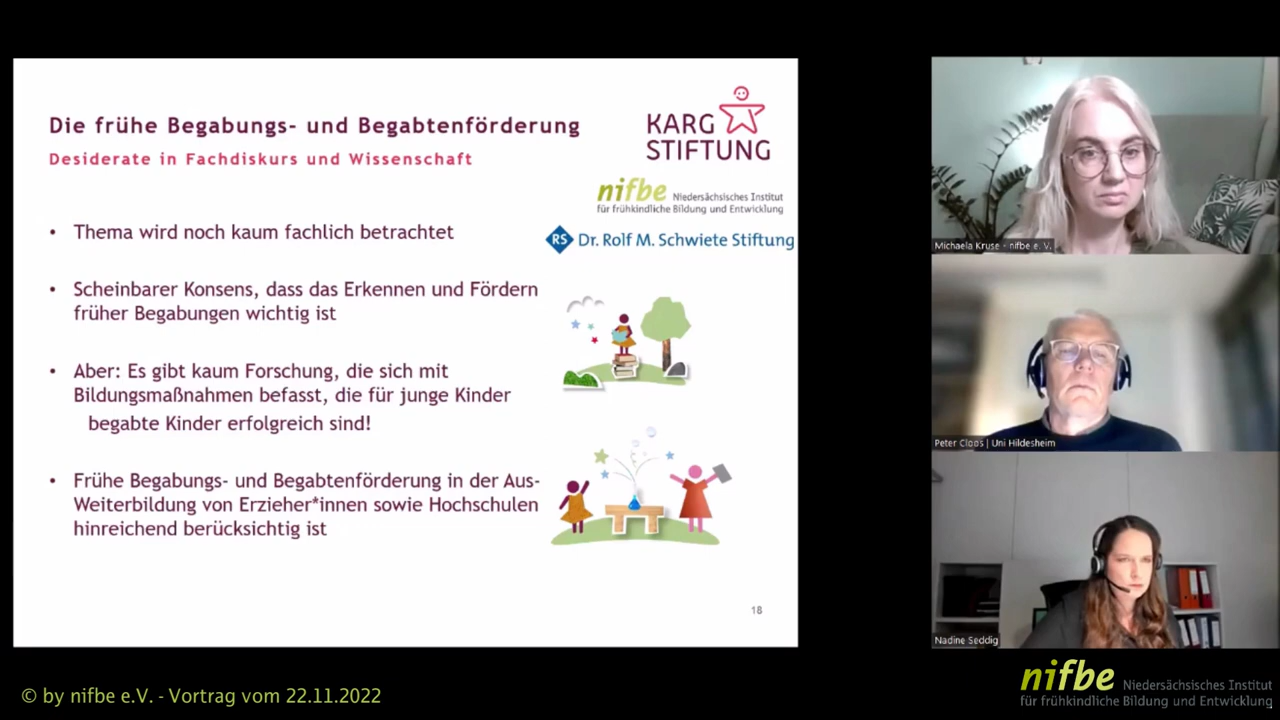 Die frühe Begabungs- und Begabtenförderung
Desiderate in Fachdiskurs und Wissenschaft
KARG
STIFTUNG
nifbe Niedersächsisches Institut
für frühkindliche Bildung und Entwicklung
RS Dr. Rolf M. Schwiete Stiftung
• Thema wird noch kaum fachlich betrachtet
• Scheinbarer Konsens, dass das Erkennen und Fördern
früher Begabungen wichtig ist
• Aber: Es gibt kaum Forschung, die sich mit
Bildungsmaßnahmen befasst, die für junge Kinder
begabte Kinder erfolgreich sind!
• Frühe Begabungs- und Begabtenförderung in der Aus-
Weiterbildung von Erzieher*innen sowie Hochschulen
hinreichend berücksichtig ist
18
Michaela Kruse - nifbe e. V.
Peter Cloos | Uni Hildesheim
Nadine Seddig
© by nifbe e.V. - Vortrag vom 22.11.2022
nifbe Niedersächsisches Institut
für frühkindliche Bildung und Entwicklung